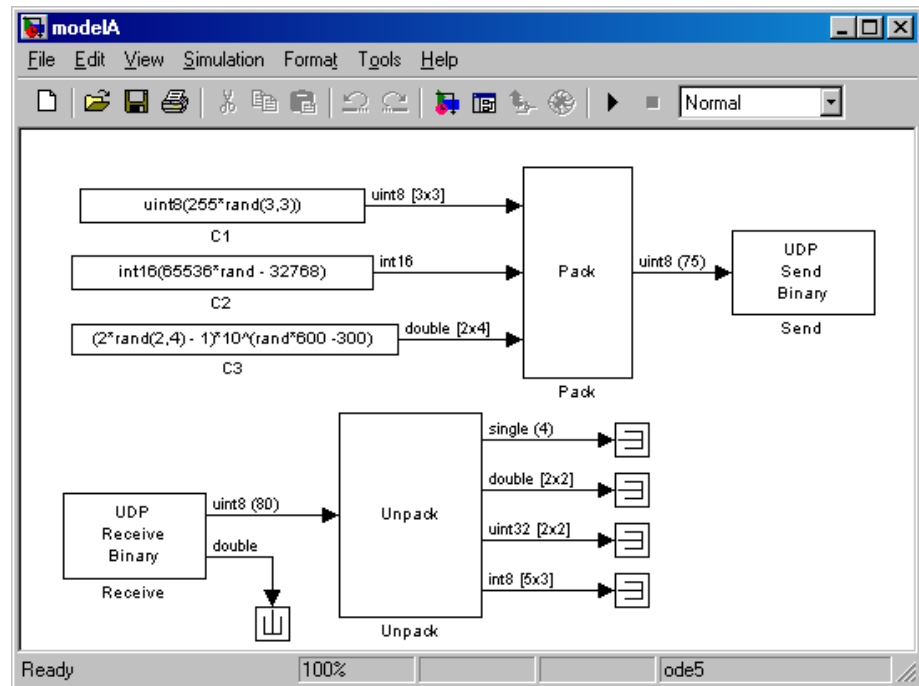 modelA
File Edit View Simulation Format Tools Help
Normal
uint8(255*rand(3,3))
uint8 [3x3]
C1
int16(65536*rand - 32768)
int16
C2
(2*rand(2,4) - 1)*10^(rand*600 -300)
double [2x4]
C3
Pack
Pack
uint8 (75)
UDP
Send
Binary
Send
UDP
Receive
Binary
Receive
uint8 (80)
double
Unpack
Unpack
single (4)
double [2x2]
uint32 [2x2]
int8 [5x3]
Ready 100% ode5